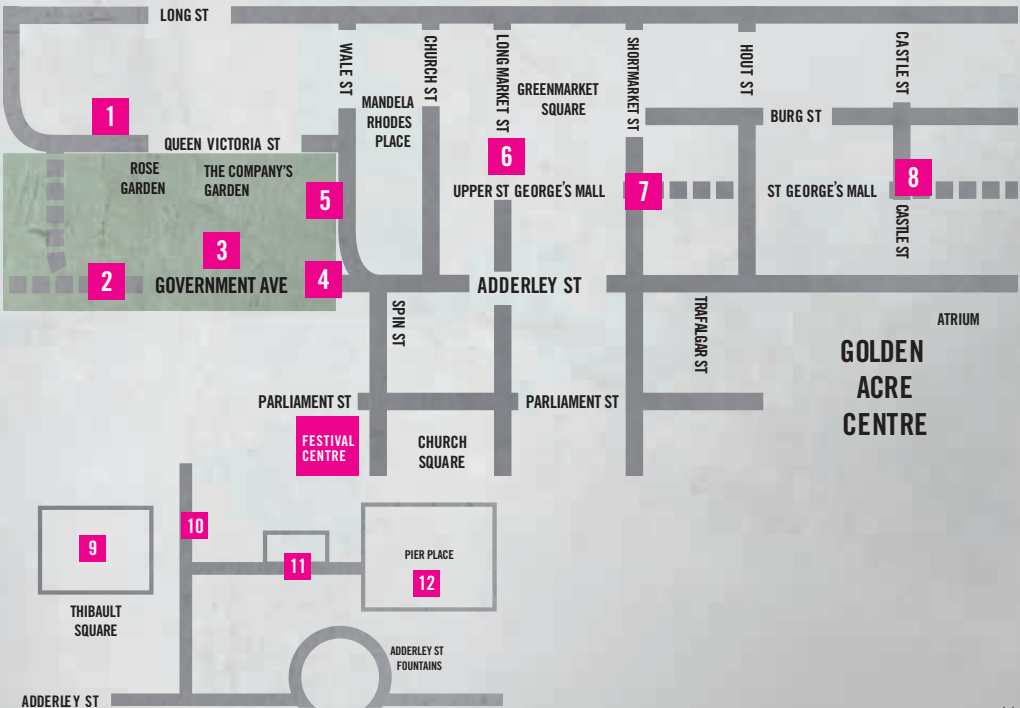 LONG ST
WALE ST
CHURCH ST
LONG MARKET ST
SHORTMARKET ST
HOUT ST
CASTLE ST
MANDELA
RHODES
PLACE
GREENMARKET
SQUARE
1
BURG ST
QUEEN VICTORIA ST
6
ROSE
GARDEN
THE COMPANY'S
GARDEN
5
UPPER ST GEORGE'S MALL
7
ST GEORGE'S MALL
8
CASTLE ST
3
2
GOVERNMENT AVE
4
ADDERLEY ST
SPIN ST
TRAFALGAR ST
ATRIUM
GOLDEN
ACRE
CENTRE
PARLIAMENT ST
PARLIAMENT ST
FESTIVAL
CENTRE
CHURCH
SQUARE
9
10
11
PIER PLACE
12
THIBAULT
SQUARE
ADDERLEY ST
FOUNTAINS
ADDERLEY ST